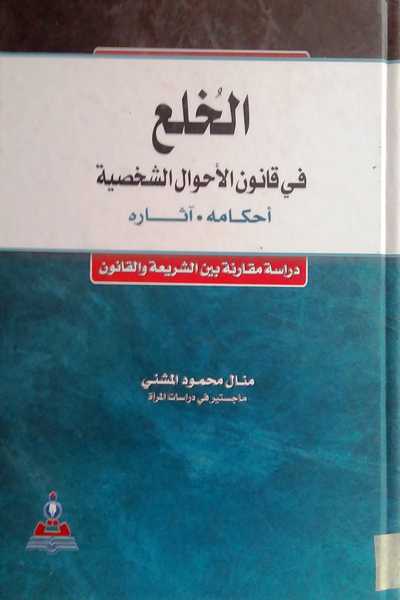 الخُلع
في قانون الأحوال الشخصية
أحكامه • آثاره
دراسة مقارنة بين الشريعة والقانون
منال محمود المشني
ماجستير في دراسات المرأة